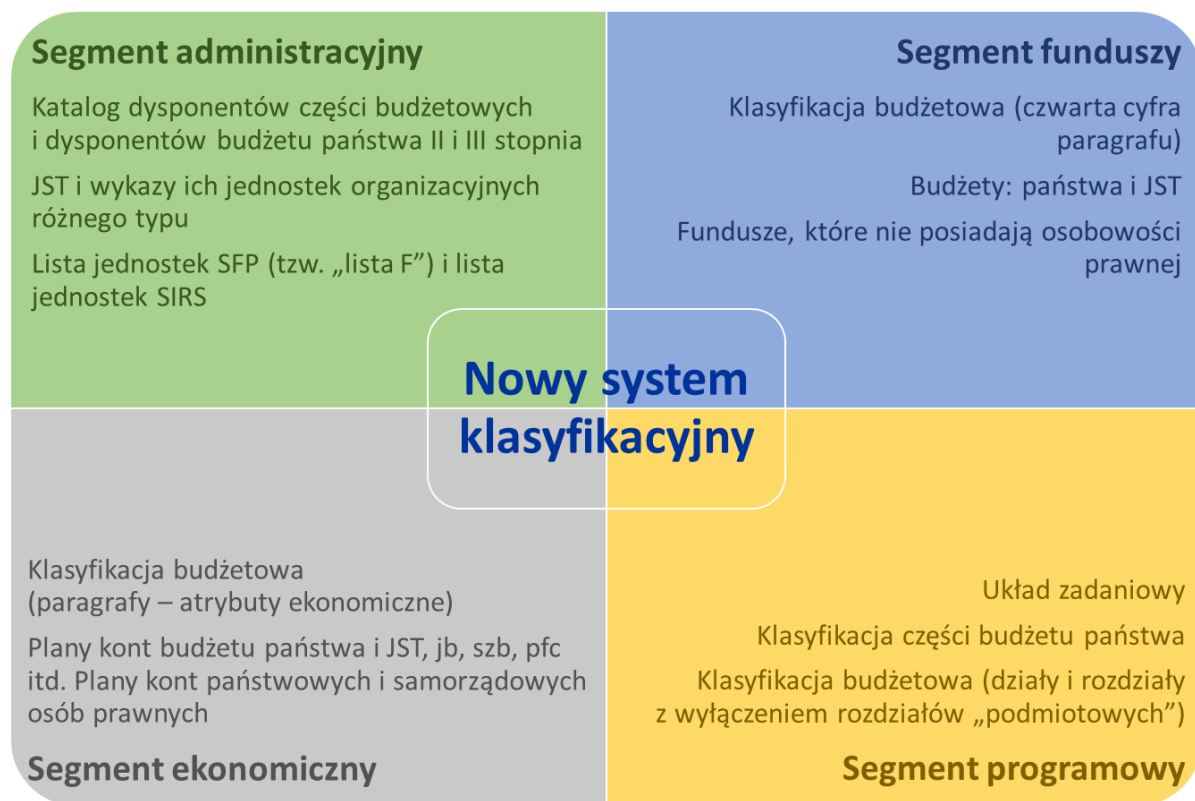 Segment administracyjny
Katalog dysponentów części budżetowych
i dysponentów budżetu państwa II i III stopnia
JST i wykazy ich jednostek organizacyjnych
różnego typu
Lista jednostek SFP (tzw. „lista F”) i lista
jednostek SIRS
Segment funduszy
Klasyfikacja budżetowa (czwarta cyfra
paragrafu)
Budżety: państwa i JST
Fundusze, które nie posiadają osobowości
prawnej
Nowy system
klasyfikacyjny
Klasyfikacja budżetowa
(paragrafy – atrybuty ekonomiczne)
Plany kont budżetu państwa i JST, jb, szb, pfc
itd. Plany kont państwowych i samorządowych
osób prawnych
Segment ekonomiczny
Układ zadaniowy
Klasyfikacja części budżetu państwa
Klasyfikacja budżetowa (działy i rozdziały
z wyłączeniem rozdziałów „podmiotowych”)
Segment programowy